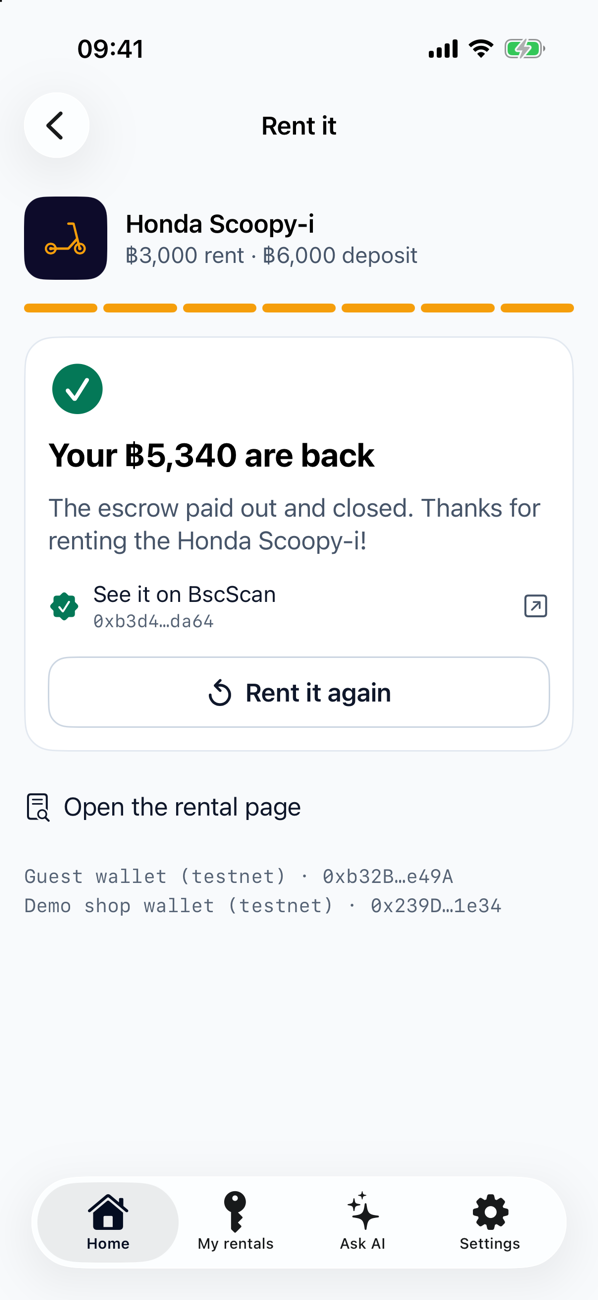 09:41
Rent it
Honda Scoopy-i
฿3,000 rent · ฿6,000 deposit
Your ฿5,340 are back
The escrow paid out and closed. Thanks for
renting the Honda Scoopy-i!
See it on BscScan
0xb3d4…da64
Rent it again
Open the rental page
Guest wallet (testnet) · 0xb32B…e49A
Demo shop wallet (testnet) · 0x239D…1e34
Home
My rentals
Ask AI
Settings